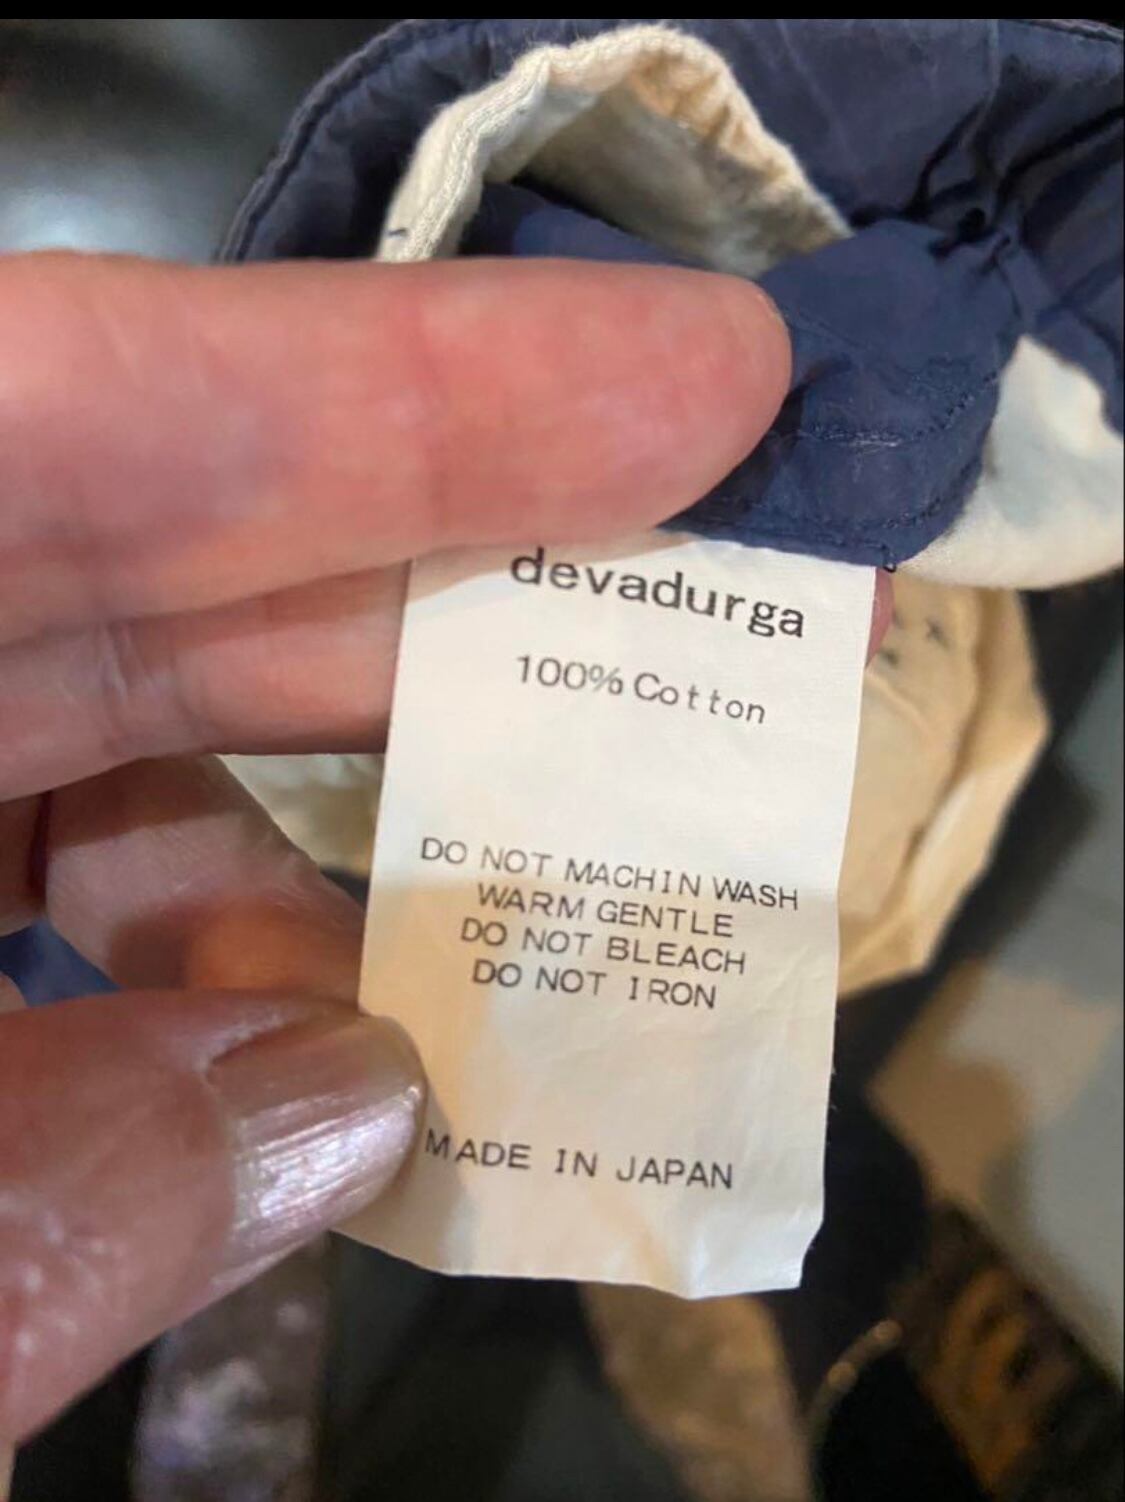 devadurga
100% Cotton
DO NOT MACHIN WASH
WARM GENTLE
DO NOT BLEACH
DO NOT IRON
MADE IN JAPAN